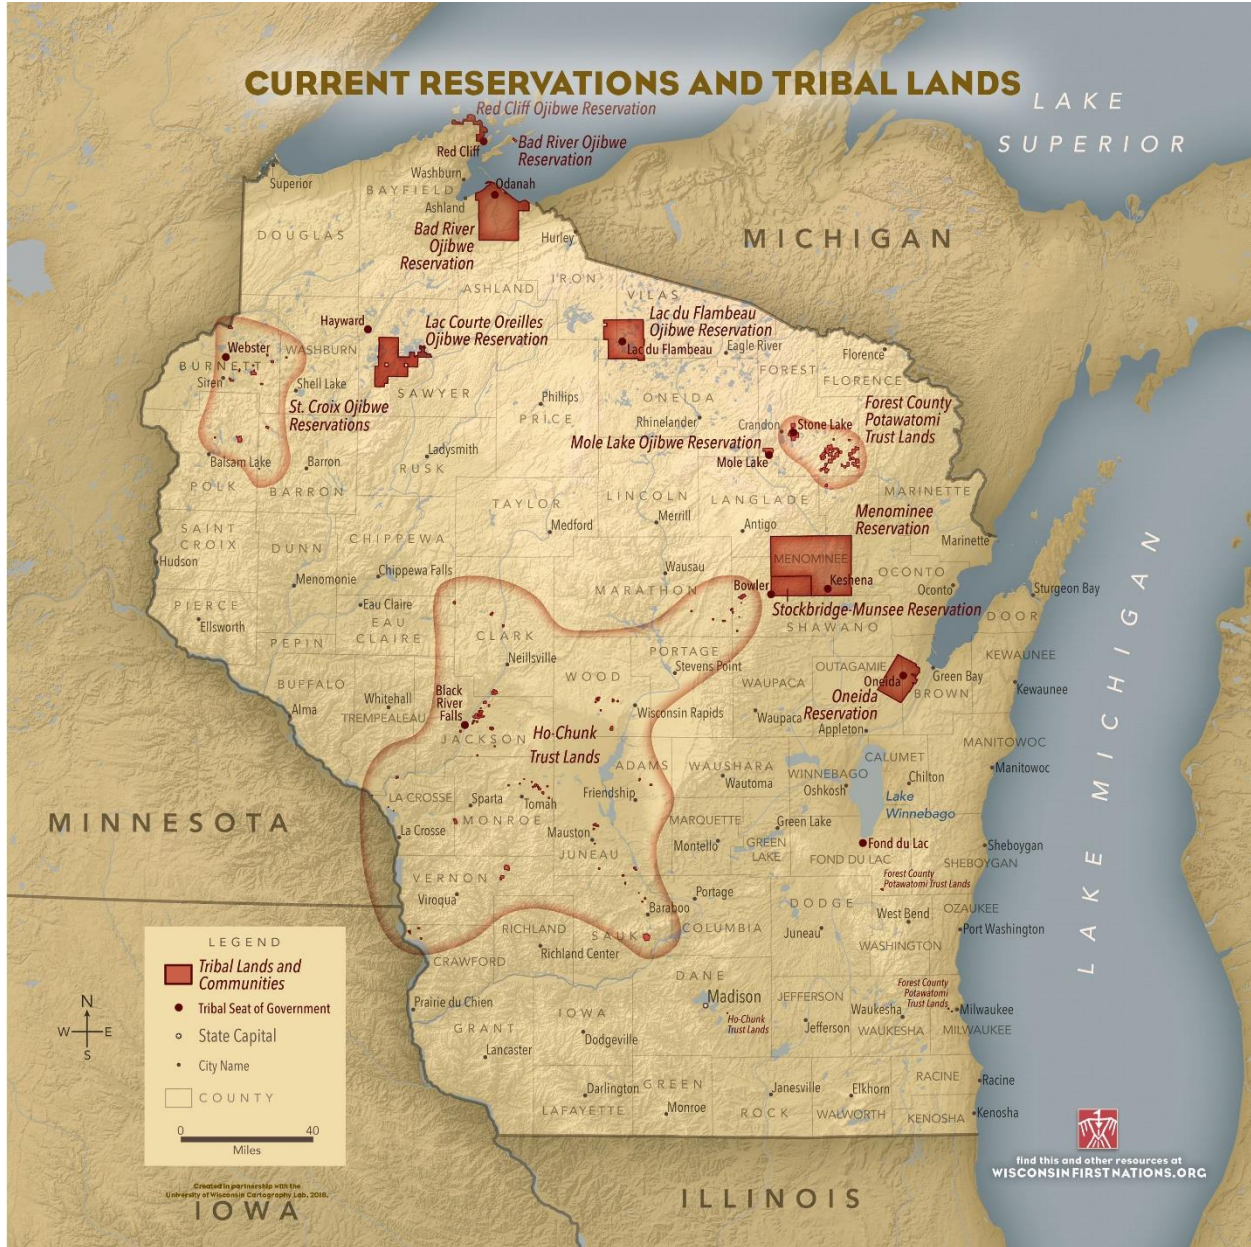 CURRENT RESERVATIONS AND TRIBAL LANDS
LAKE
SUPERIOR
Red Cliff Ojibwe Reservation
Red Cliff
Bad River Ojibwe
Reservation
Superior
Washburn
BAYFIELD
Odanah
Ashland
DOUGLAS
Bad River
Ojibwe
Reservation
Hurley
MICHIGAN
IRON
ASHLAND
VILAS
Hayward
Lac Courte Oreilles
Ojibwe Reservation
Lac du Flambeau
Ojibwe Reservation
Lac du Flambeau
Eagle River
Florence
Webster
WASHBURN
BURNETT
Siren
Shell Lake
SAWYER
FOREST
FLORENCE
St. Croix Ojibwe
Reservations
Phillips
PRICE
ONEIDA
Rhinelander
Crandon
Stone Lake
Forest County
Potawatomi
Trust Lands
Mole Lake Ojibwe Reservation
Mole Lake
Balsam Lake
Barron
Ladysmith
RUSK
POLK
BARRON
TAYLOR
LINCOLN
LANGLADE
MARINETTE
Merrill
Medford
Antigo
Menominee
Reservation
Marinette
SAINT
CROIX
DUNN
CHIPPEWA
Hudson
Menomonie
Chippewa Falls
Wausau
MARATHON
MENOMINEE
Bowler
Keshena
OCONTO
Oconto
Sturgeon Bay
Stockbridge-Munsee Reservation
SHAWANO
DOOR
PIERCE
Ellsworth
Eau Claire
EAU
CLAIRE
PEPIN
CLARK
Neillsville
PORTAGE
Stevens Point
OUTAGAMIE
KEWAUNEE
BUFFALO
WOOD
WAUPACA
Oneida
Green Bay
BROWN
Kewaunee
Alma
Whitehall
TREMPEALEAU
Black
River
Falls
Wisconsin Rapids
Waupaca
Oneida
Reservation
Appleton
JACKSON
Ho-Chunk
Trust Lands
MANITOWOC
ADAMS
WAUSHARA
Wautoma
WINNEBAGO
Oshkosh
CALUMET
Chilton
Manitowoc
LAKE MICHIGAN
LA CROSSE
Sparta
Tomah
Friendship
Lake
Winnebago
MINNESOTA
La Crosse
MONROE
Mauston
JUNEAU
MARQUETTE
Montello
Green Lake
GREEN
LAKE
Fond du Lac
FOND DU LAC
Sheboygan
SHEBOYGAN
VERNON
Viroqua
Forest County
Potawatomi Trust Lands
Portage
Baraboo
DODGE
West Bend
OZAUKEE
RICHLAND
SAUK
COLUMBIA
Juneau
Port Washington
WASHINGTON
CRAWFORD
Richland Center
DANE
Prairie du Chien
IOWA
Madison
JEFFERSON
Forest County
Potawatomi
Trust Lands
Waukesha
Milwaukee
Ho-Chunk
Trust Lands
GRANT
Dodgeville
Jefferson
WAUKESHA
MILWAUKEE
Lancaster
Darlington
GREEN
Janesville
Elkhorn
RACINE
Racine
LAFAYETTE
Monroe
ROCK
WALWORTH
KENOSHA
Kenosha
LEGEND
Tribal Lands and
Communities
Tribal Seat of Government
State Capital
City Name
COUNTY
0 40
Miles
N
W E
S
Created in partnership with the
University of Wisconsin Cartography Lab, 2018.
IOWA
ILLINOIS
find this and other resources at
WISCONSINFIRSTNATIONS.ORG